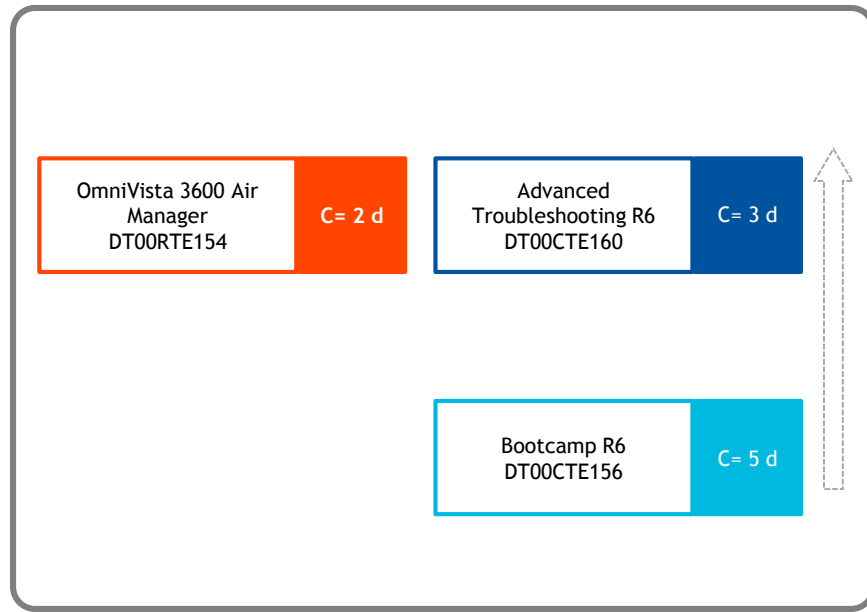 OmniVista 3600 Air
Manager
DT00RTE154
C= 2 d
Advanced
Troubleshooting R6
DT00CTE160
C= 3 d
Bootcamp R6
DT00CTE156
C= 5 d